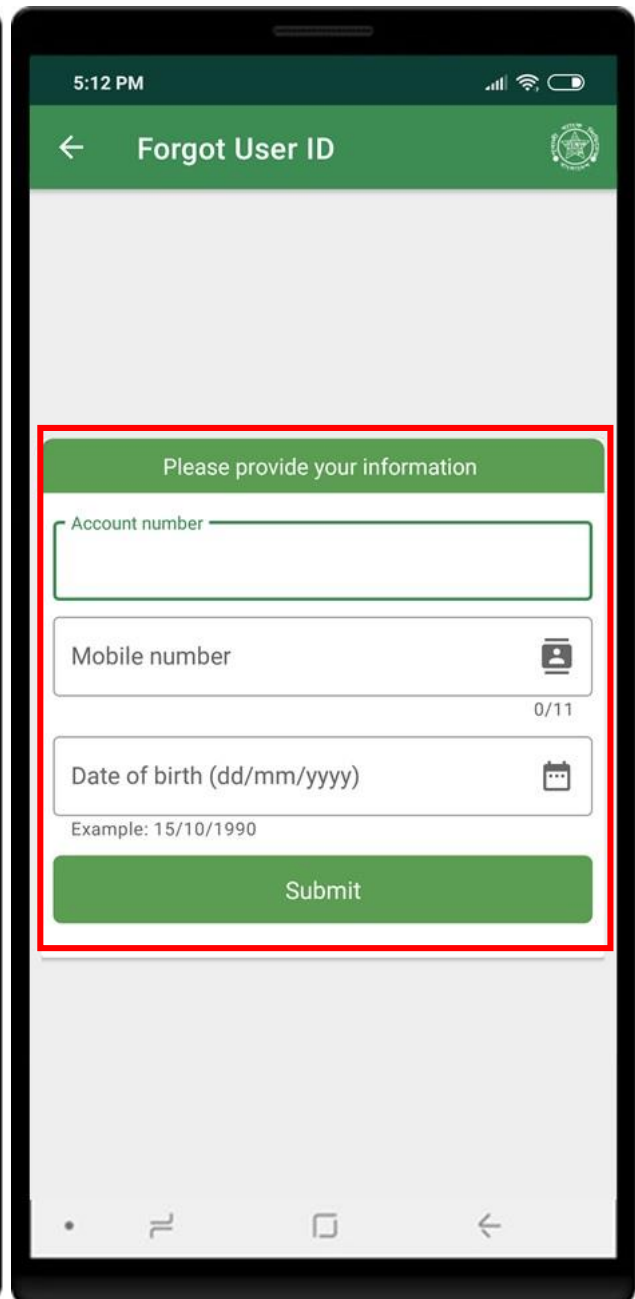 5:12 PM
Forgot User ID
Please provide your information
Account number
Mobile number
0/11
Date of birth (dd/mm/yyyy)
Example: 15/10/1990
Submit